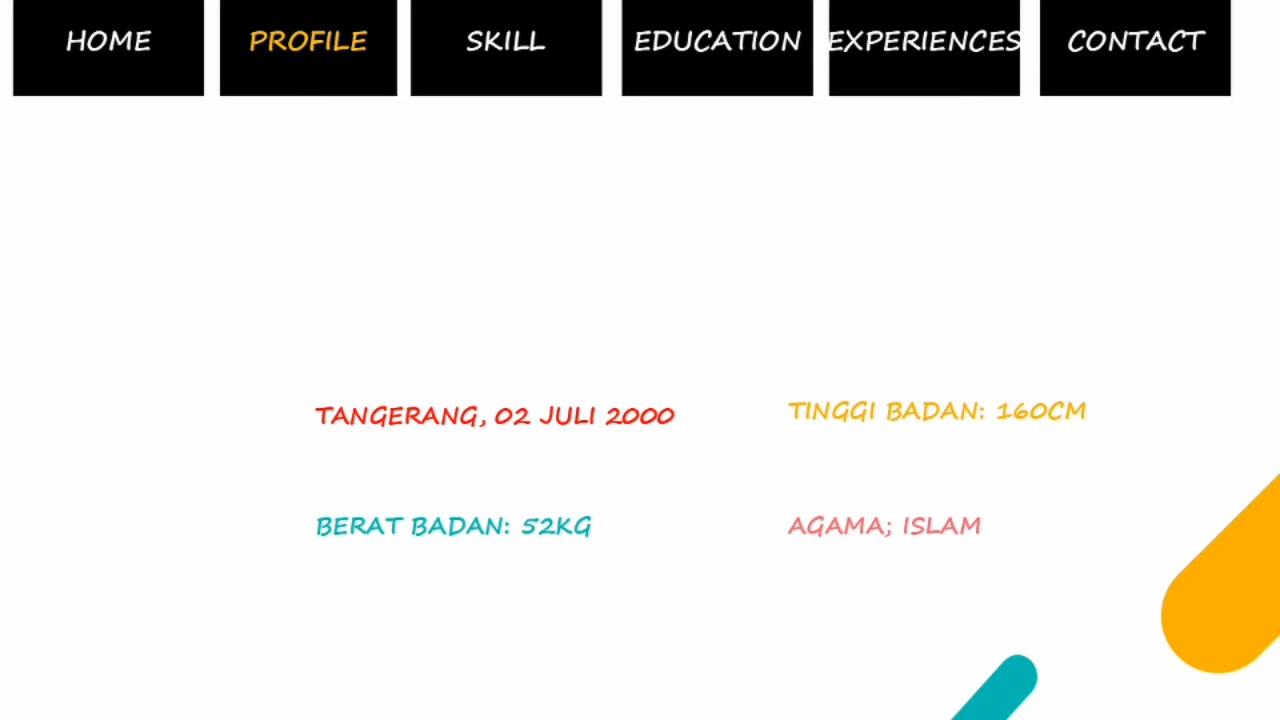 HOME
PROFILE
SKILL
EDUCATION
EXPERIENCES
CONTACT
TANGERANG, 02 JULI 2000
TINGGI BADAN: 160CM
BERAT BADAN: 52KG
AGAMA; ISLAM